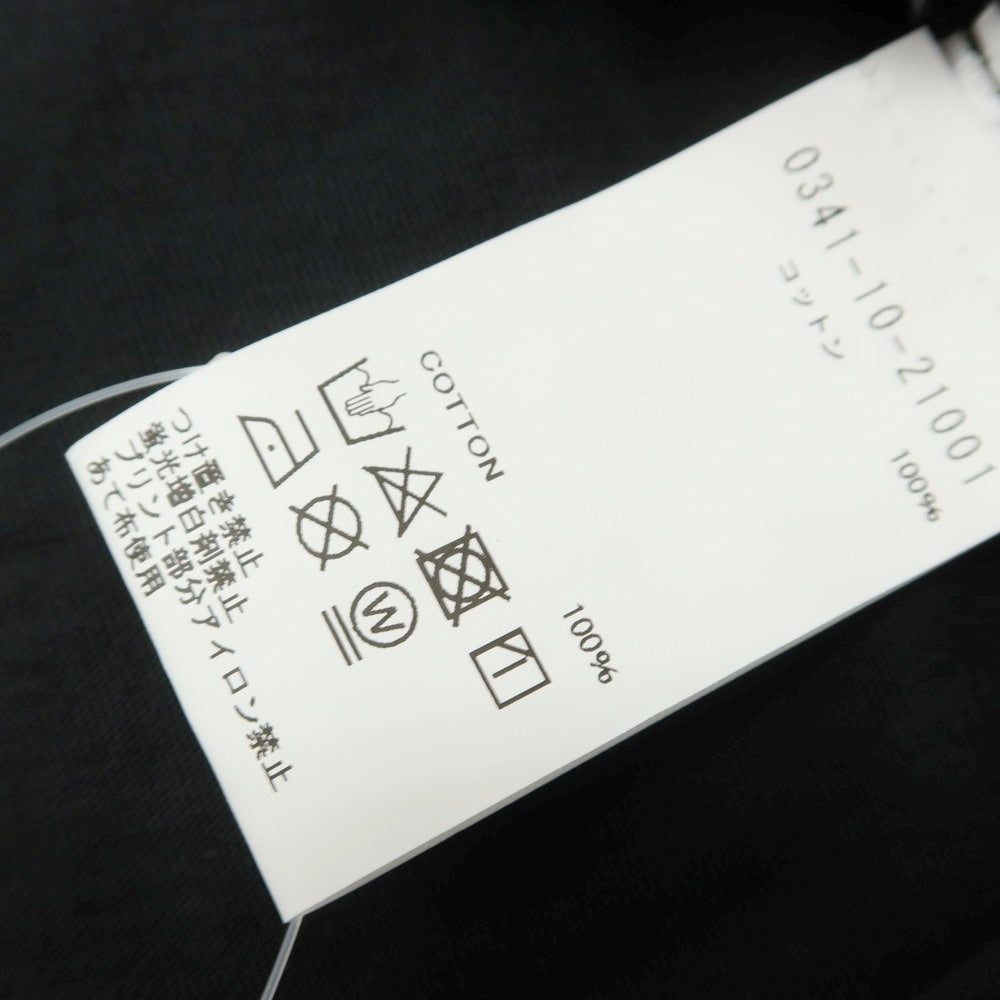 0341-10-21001
コットン 100%
COTTON 100%
W
つけ置き禁止
蛍光増白剤禁止
プリント部分アイロン禁止
あて布使用